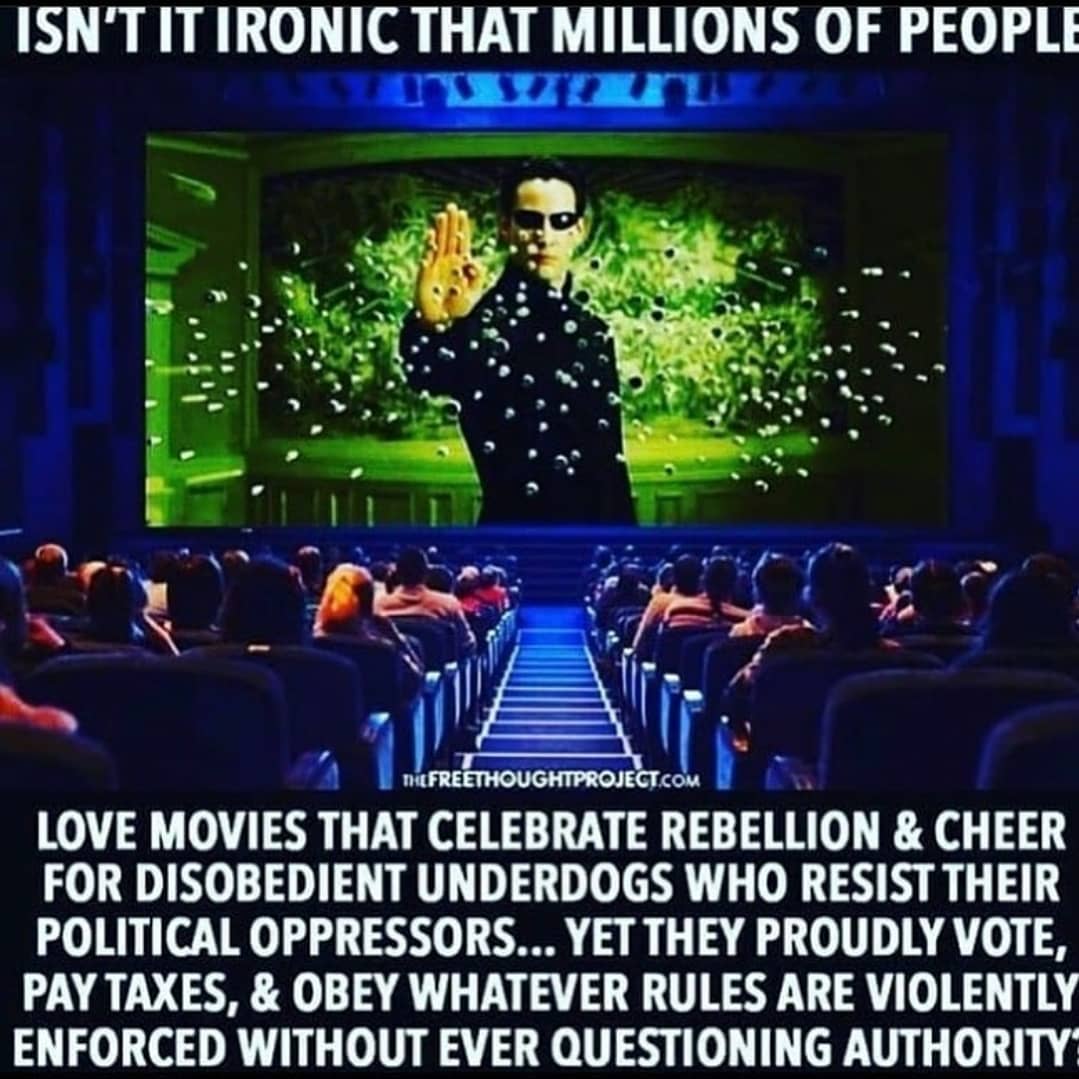 ISN'T IT IRONIC THAT MILLIONS OF PEOPLE
THEFREETHOUGHTPROJECT.COM
LOVE MOVIES THAT CELEBRATE REBELLION & CHEER
FOR DISOBEDIENT UNDERDOGS WHO RESIST THEIR
POLITICAL OPPRESSORS... YET THEY PROUDLY VOTE,
PAY TAXES, & OBEY WHATEVER RULES ARE VIOLENTLY
ENFORCED WITHOUT EVER QUESTIONING AUTHORITY?